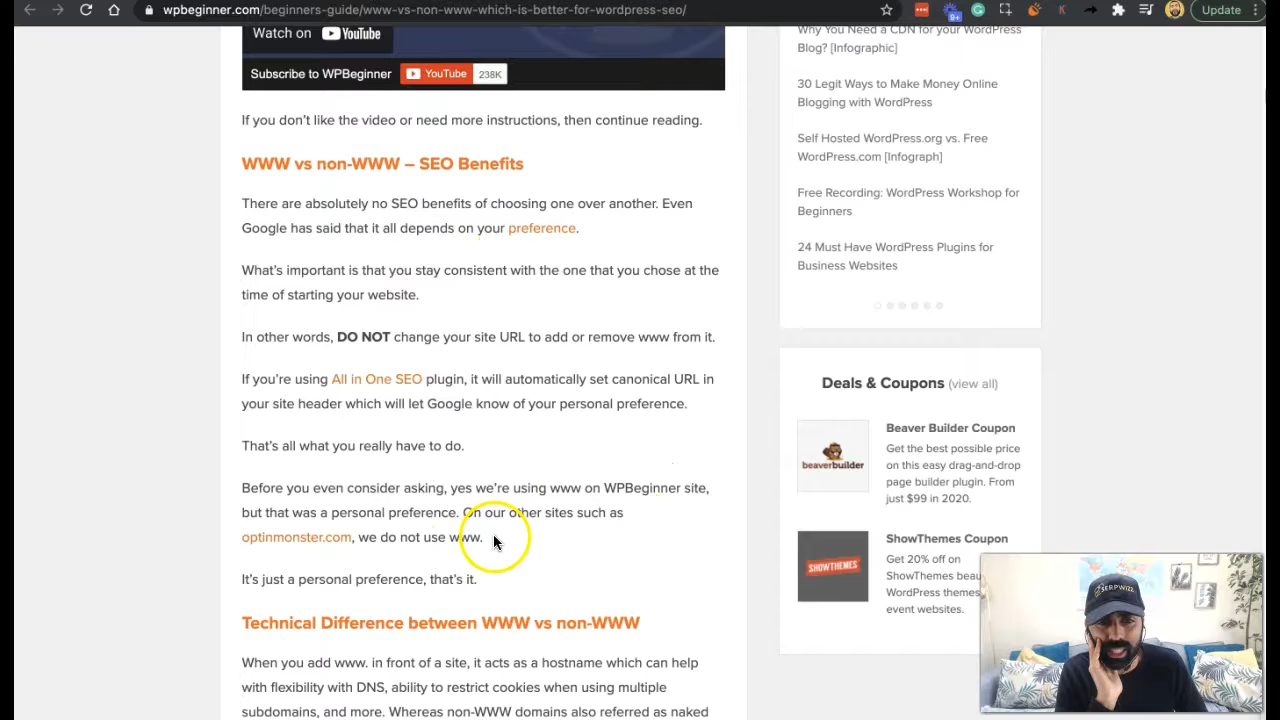 wpbeginner.com/beginners-guide/www-vs-non-www-which-is-better-for-wordpress-seo/
9+
Update
Watch on YouTube
Subscribe to WPBeginner YouTube 238K
If you don't like the video or need more instructions, then continue reading.
WWW vs non-WWW – SEO Benefits
There are absolutely no SEO benefits of choosing one over another. Even
Google has said that it all depends on your preference.
What's important is that you stay consistent with the one that you chose at the
time of starting your website.
In other words, DO NOT change your site URL to add or remove www from it.
If you're using All in One SEO plugin, it will automatically set canonical URL in
your site header which will let Google know of your personal preference.
That's all what you really have to do.
Before you even consider asking, yes we're using www on WPBeginner site,
but that was a personal preference. On our other sites such as
optinmonster.com, we do not use www.
It's just a personal preference, that's it.
Technical Difference between WWW vs non-WWW
When you add www. in front of a site, it acts as a hostname which can help
with flexibility with DNS, ability to restrict cookies when using multiple
subdomains, and more. Whereas non-WWW domains also referred as naked
Why You Need a CDN for your WordPress
Blog? [Infographic]
30 Legit Ways to Make Money Online
Blogging with WordPress
Self Hosted WordPress.org vs. Free
WordPress.com [Infograph]
Free Recording: WordPress Workshop for
Beginners
24 Must Have WordPress Plugins for
Business Websites
Deals & Coupons (view all)
beaverbuilder
Beaver Builder Coupon
Get the best possible price
on this easy drag-and-drop
page builder plugin. From
just $99 in 2020.
SHOWTHEMES
ShowThemes Coupon
Get 20% off on
ShowThemes beau
WordPress themes
event websites.
SERPWIZZ